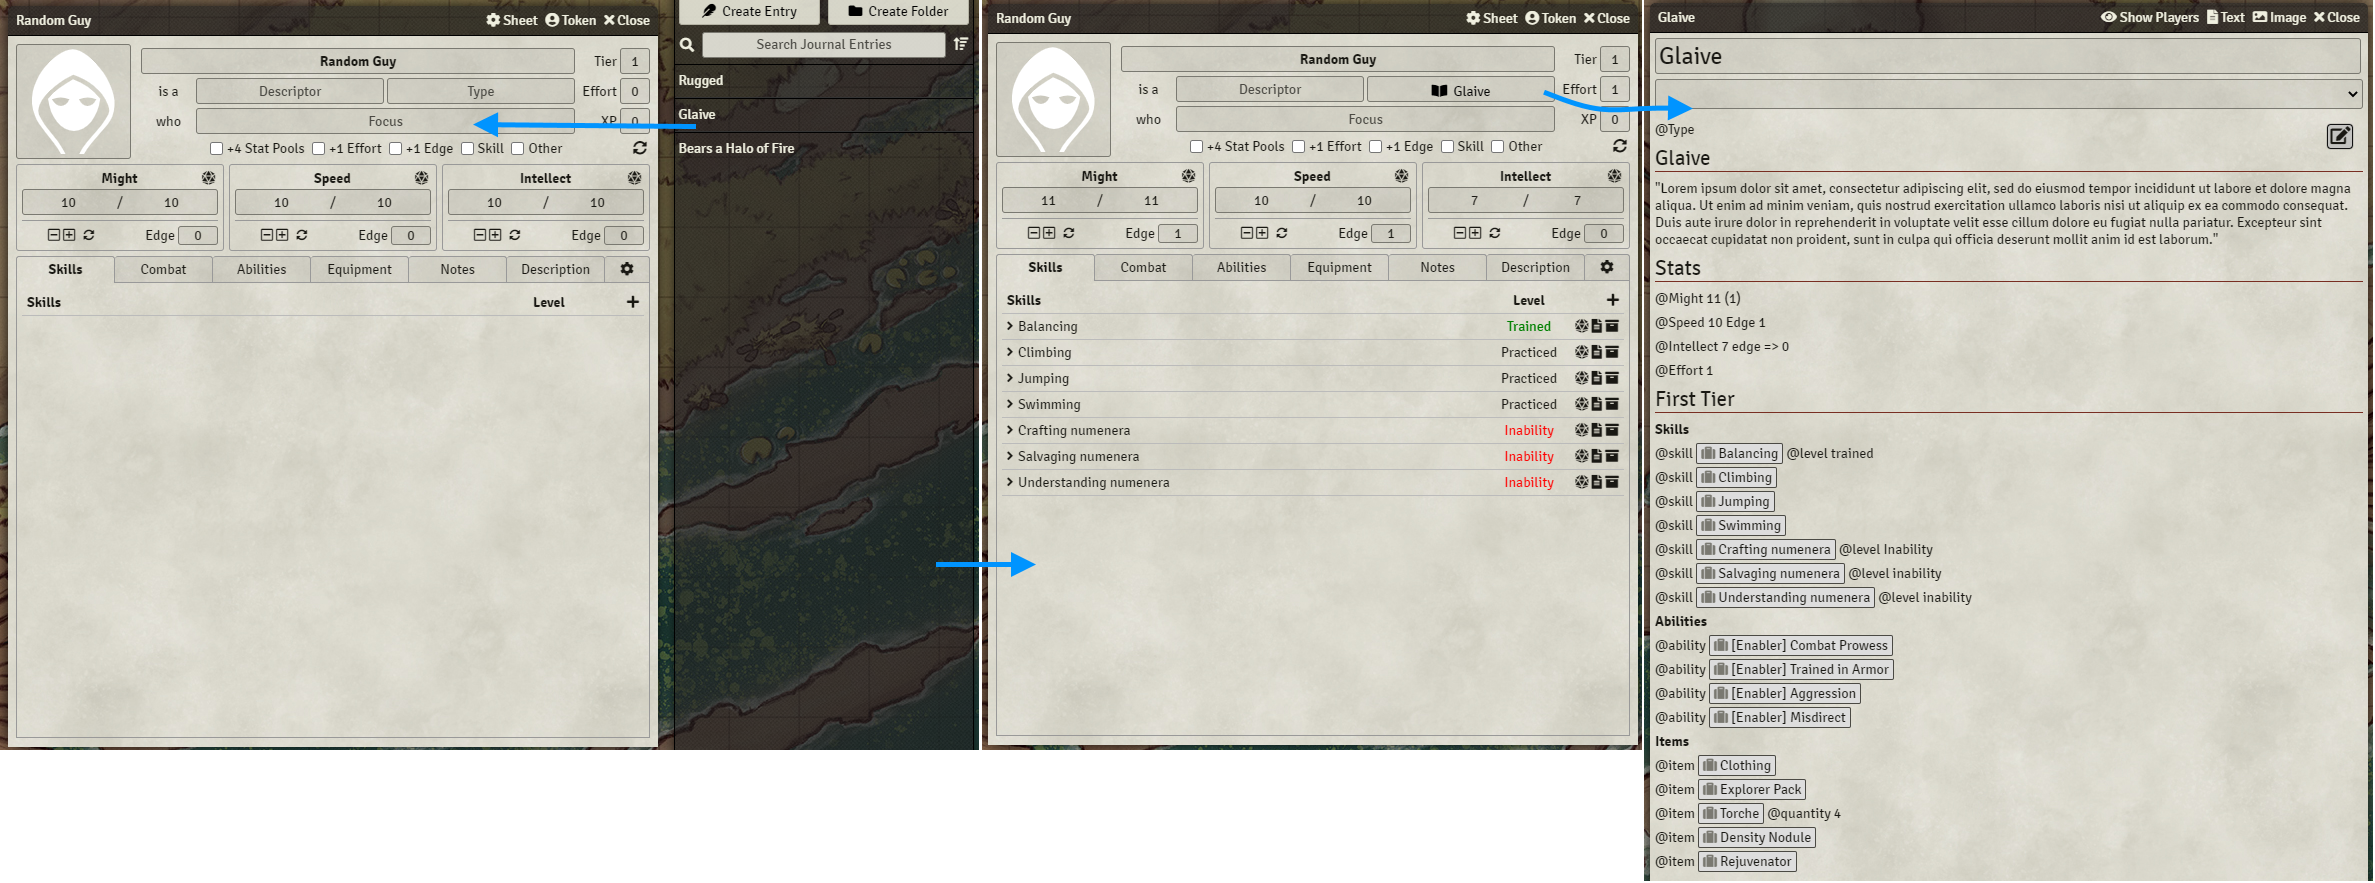 Random Guy
Sheet Token Close
Random Guy
Tier 1
is a Descriptor Type
Effort 0
who Focus
XP 0
+4 Stat Pools +1 Effort +1 Edge Skill Other
Might Speed Intellect
10 / 10 10 / 10 10 / 10
Edge 0 Edge 0 Edge 0
Skills Combat Abilities Equipment Notes Description
Skills Level
Create Entry Create Folder
Search Journal Entries
Rugged
Glaive
Bears a Halo of Fire
Random Guy
Sheet Token Close
Random Guy
Tier 1
is a Descriptor Glaive
Effort 1
who Focus
XP 0
+4 Stat Pools +1 Effort +1 Edge Skill Other
Might Speed Intellect
11 / 11 10 / 10 7 / 7
Edge 1 Edge 1 Edge 0
Skills Combat Abilities Equipment Notes Description
Skills Level
Balancing Trained
Climbing Practiced
Jumping Practiced
Swimming Practiced
Crafting numenera Inability
Salvaging numenera Inability
Understanding numenera Inability
Glaive
Show Players Text Image Close
Glaive
@Type
Glaive
"Lorem ipsum dolor sit amet, consectetur adipiscing elit, sed do eiusmod tempor incididunt ut labore et dolore magna
aliqua. Ut enim ad minim veniam, quis nostrud exercitation ullamco laboris nisi ut aliquip ex ea commodo consequat.
Duis aute irure dolor in reprehenderit in voluptate velit esse cillum dolore eu fugiat nulla pariatur. Excepteur sint
occaecat cupidatat non proident, sunt in culpa qui officia deserunt mollit anim id est laborum."
Stats
@Might 11 (1)
@Speed 10 Edge 1
@Intellect 7 edge => 0
@Effort 1
First Tier
Skills
@skill Balancing @level trained
@skill Climbing
@skill Jumping
@skill Swimming
@skill Crafting numenera @level Inability
@skill Salvaging numenera @level inability
@skill Understanding numenera @level inability
Abilities
@ability [Enabler] Combat Prowess
@ability [Enabler] Trained in Armor
@ability [Enabler] Aggression
@ability [Enabler] Misdirect
Items
@item Clothing
@item Explorer Pack
@item Torche @quantity 4
@item Density Nodule
@item Rejuvenator